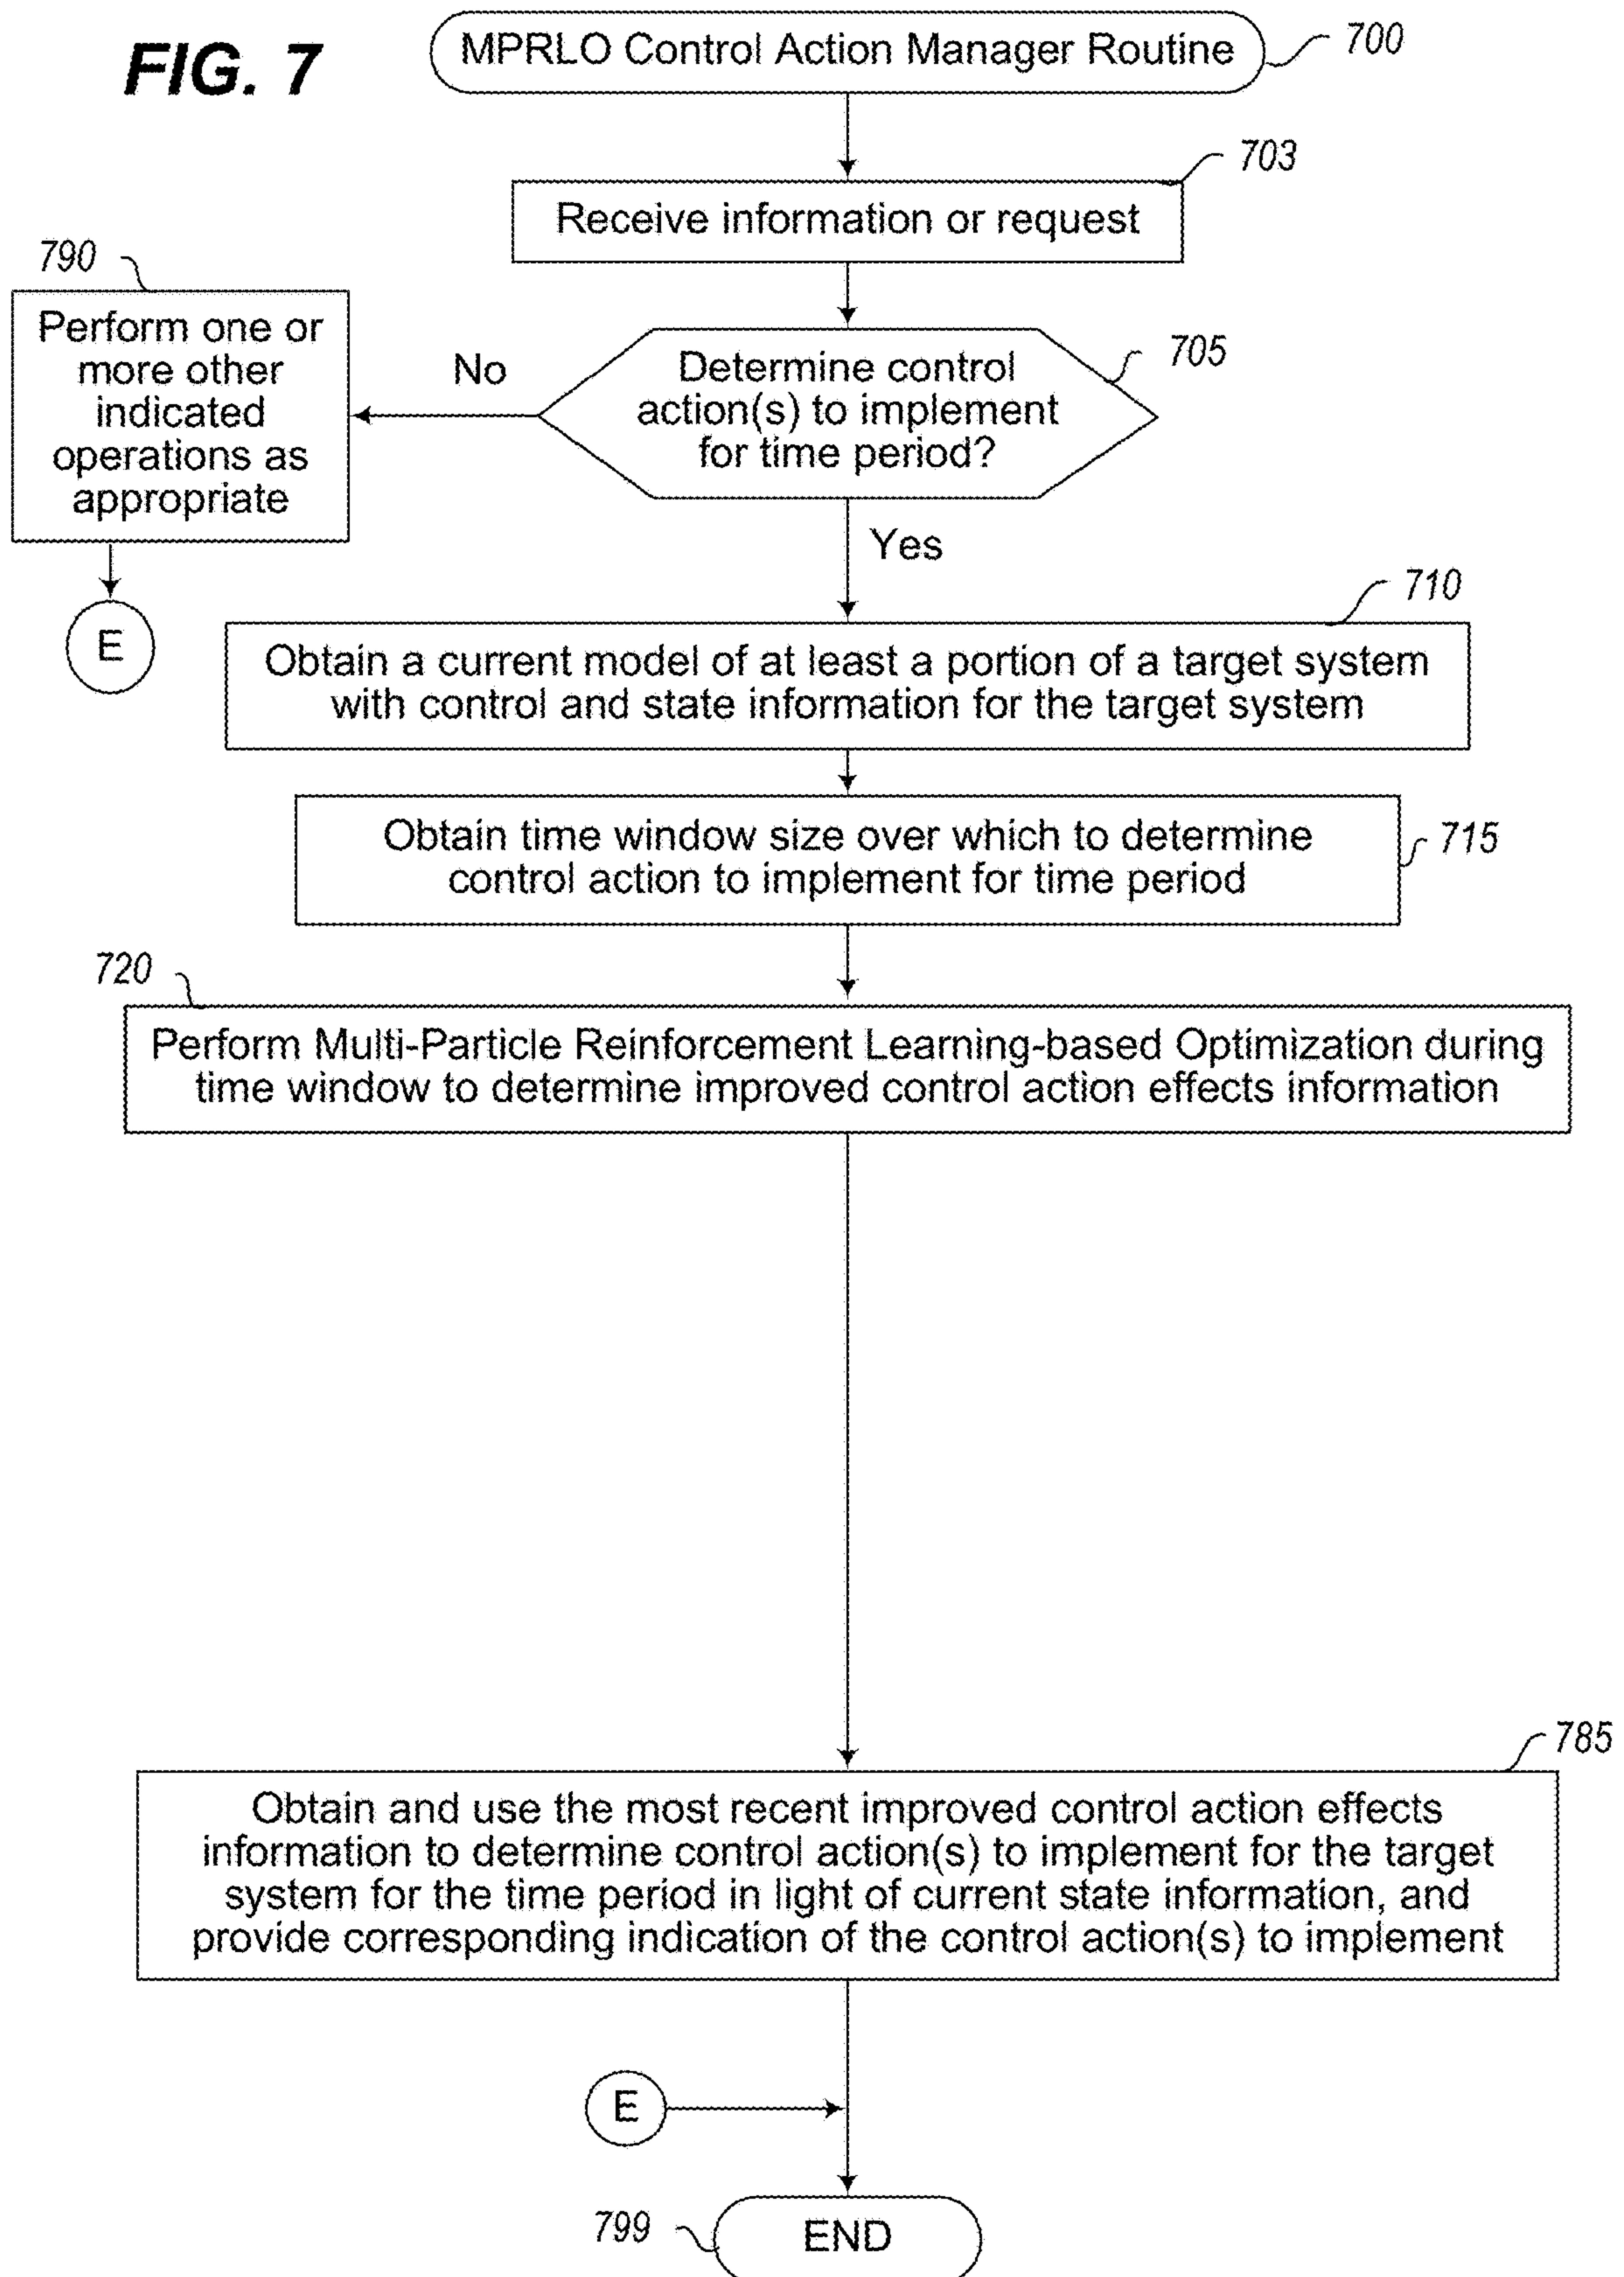 FIG. 7
MPRLO Control Action Manager Routine
700
703
Receive information or request
790
Perform one or
more other
indicated
operations as
appropriate
No
Determine control
action(s) to implement
for time period?
705
Yes
E
710
Obtain a current model of at least a portion of a target system
with control and state information for the target system
Obtain time window size over which to determine
control action to implement for time period
715
720
Perform Multi-Particle Reinforcement Learning-based Optimization during
time window to determine improved control action effects information
785
Obtain and use the most recent improved control action effects
information to determine control action(s) to implement for the target
system for the time period in light of current state information, and
provide corresponding indication of the control action(s) to implement
E
799
END